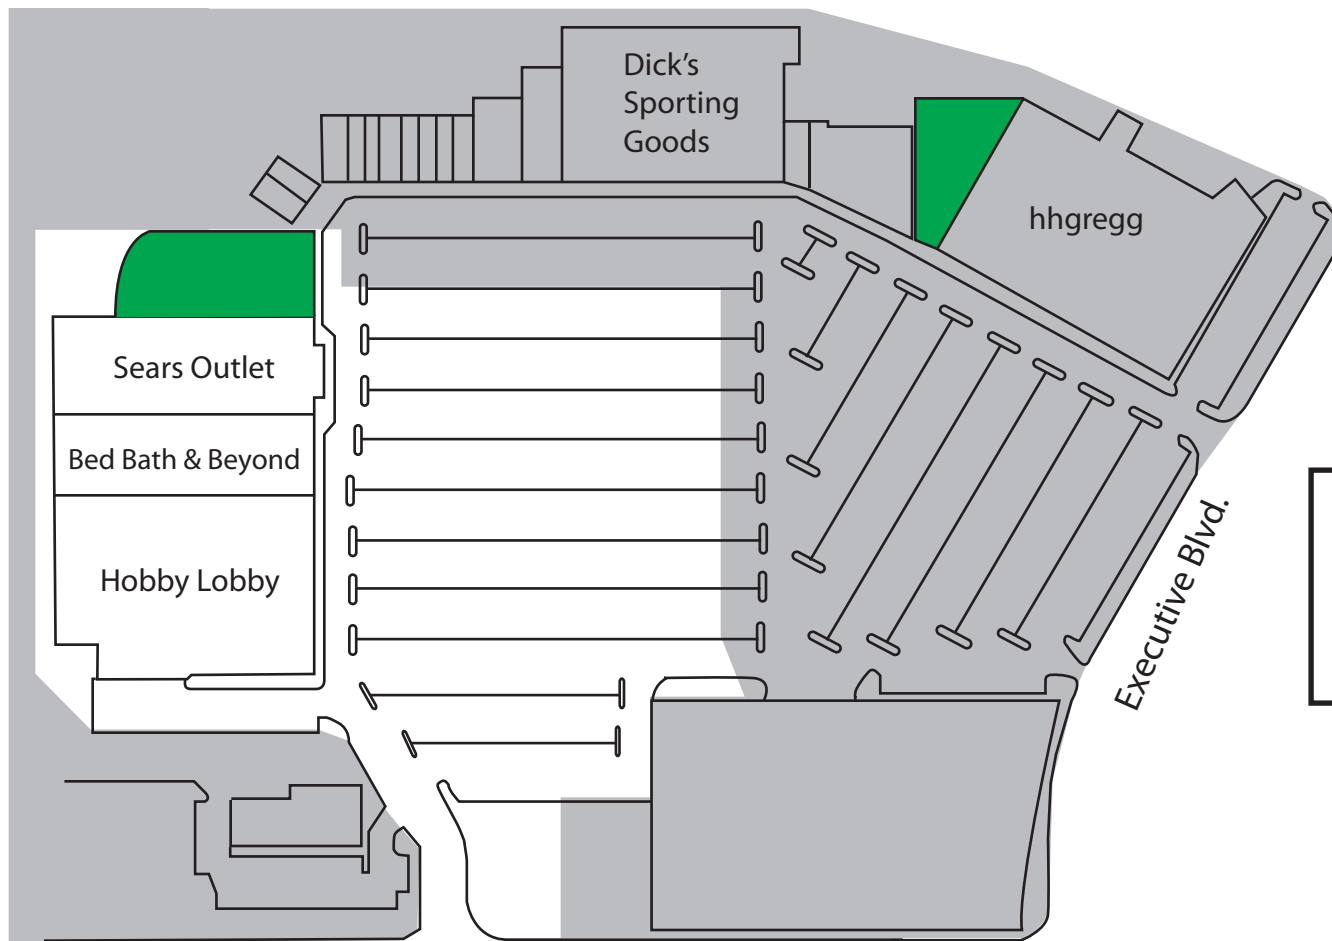 Dick's
Sporting
Goods
hhgregg
Sears Outlet
Bed Bath & Beyond
Hobby Lobby
Executive Blvd.